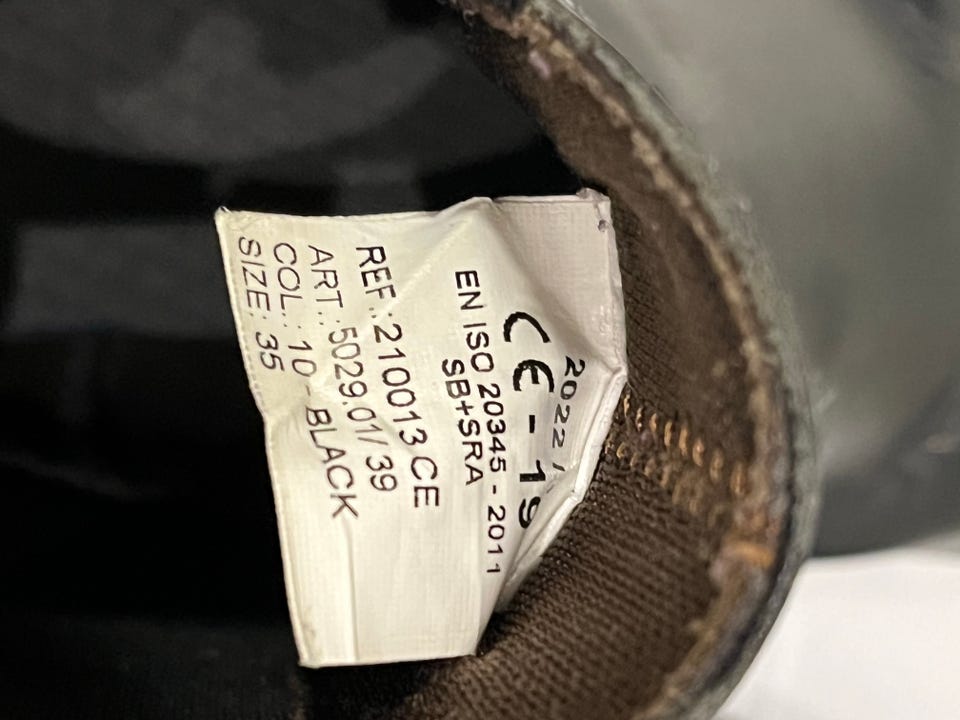 2022 /
CE - 19
EN ISO 20345 - 2011
SB+SRA
REF.: 210013 CE
ART.: 5029.01/ 39
COL.: 10 - BLACK
SIZE: 35